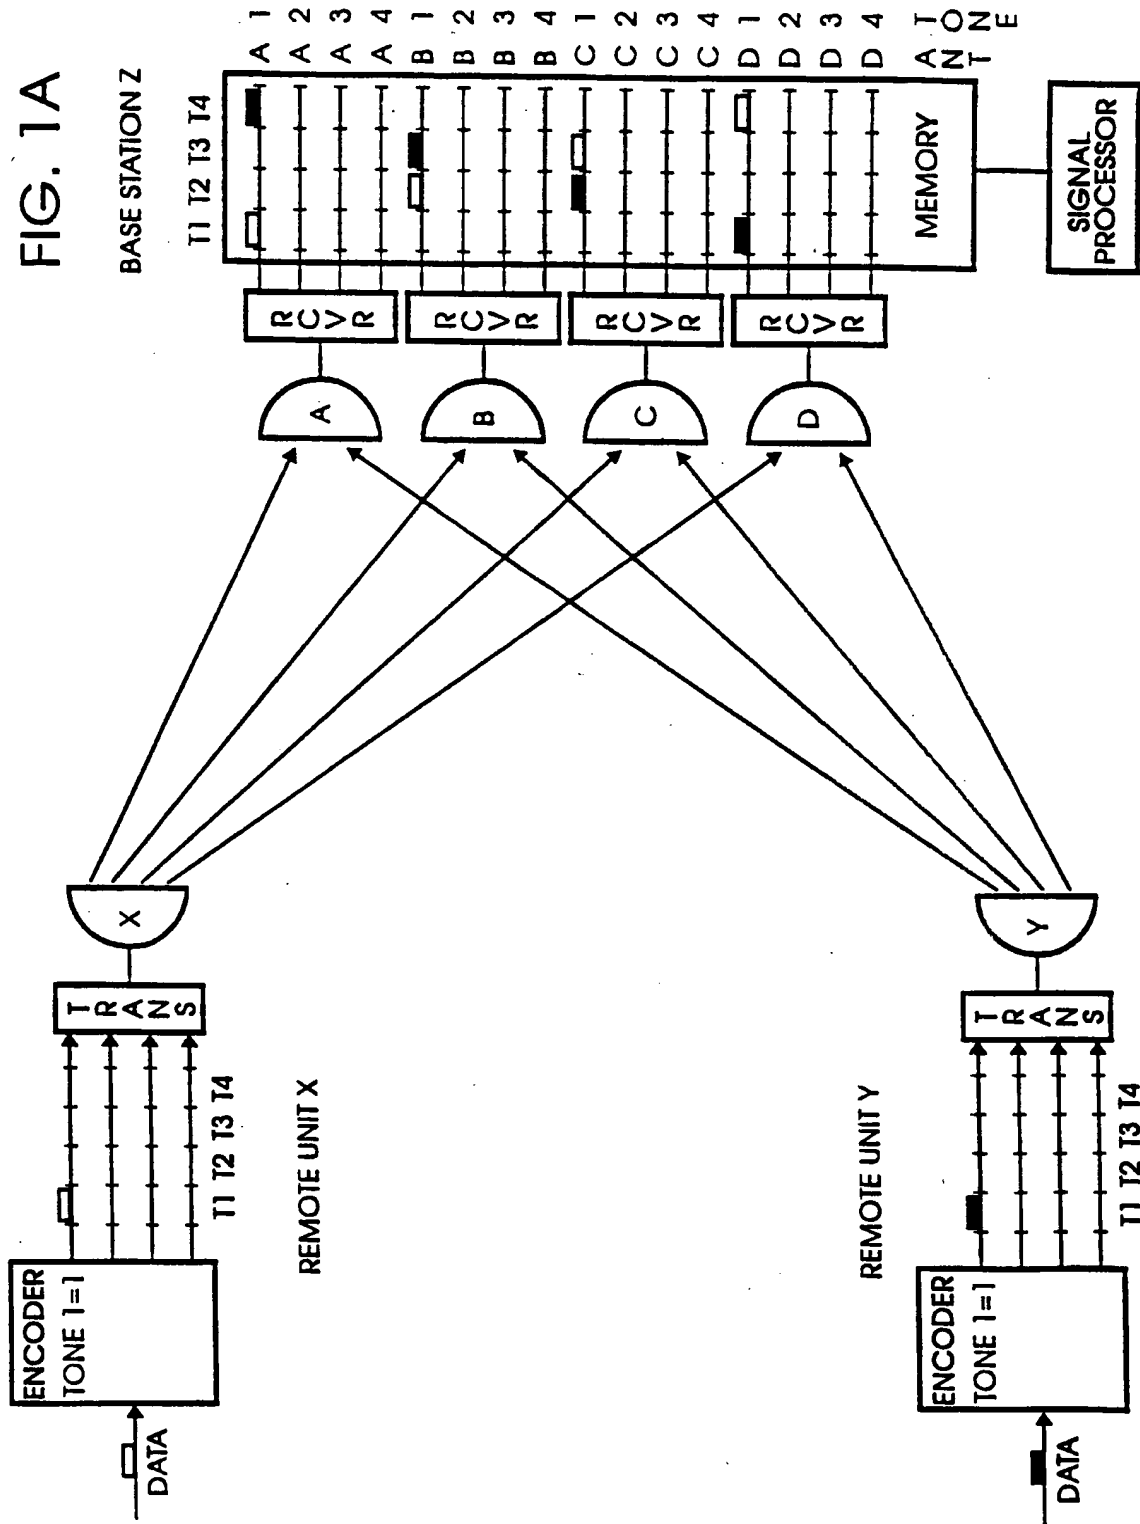 FIG. 1A
BASE STATION Z
T1 T2 T3 T4
A 1
A 2
A 3
A 4
B 1
B 2
B 3
B 4
C 1
C 2
C 3
C 4
D 1
D 2
D 3
D 4
ANT
TONE
MEMORY
SIGNAL
PROCESSOR
RCVR
RCVR
RCVR
RCVR
A
B
C
D
X
TRANS
T1 T2 T3 T4
REMOTE UNIT X
ENCODER
TONE 1=1
DATA
Y
TRANS
T1 T2 T3 T4
REMOTE UNIT Y
ENCODER
TONE 1=1
DATA